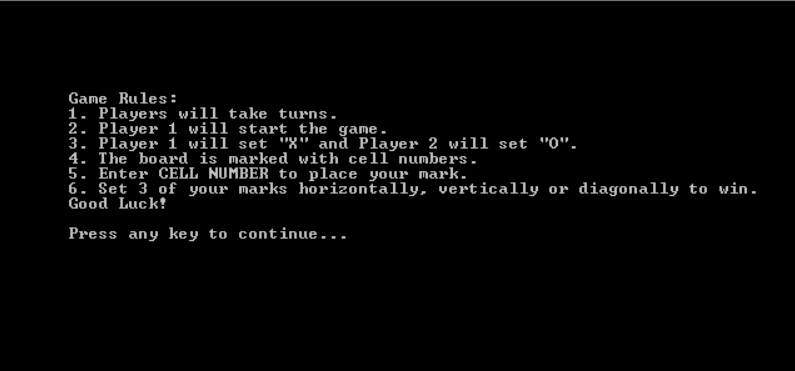 Game Rules:
1. Players will take turns.
2. Player 1 will start the game.
3. Player 1 will set "X" and Player 2 will set "O".
4. The board is marked with cell numbers.
5. Enter CELL NUMBER to place your mark.
6. Set 3 of your marks horizontally, vertically or diagonally to win.
Good Luck!
Press any key to continue...